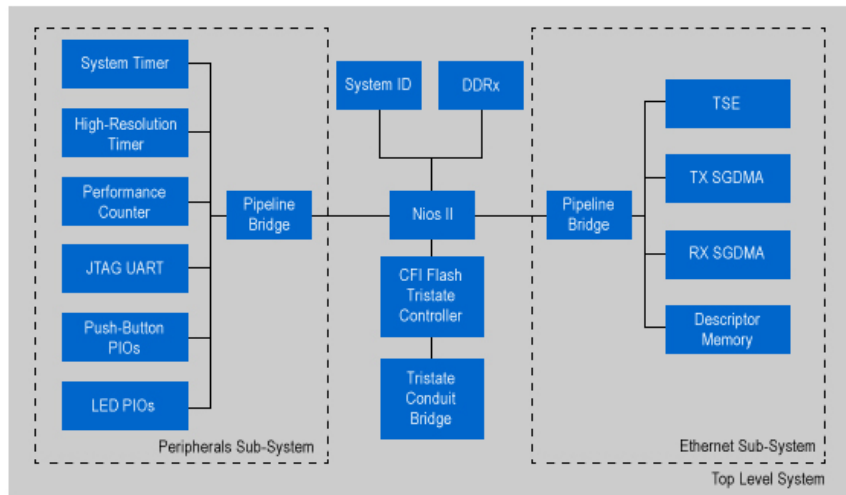 System Timer
High-Resolution
Timer
Performance
Counter
JTAG UART
Push-Button
PIOs
LED PIOs
Pipeline
Bridge
Peripherals Sub-System
System ID
DDRx
Nios II
CFI Flash
Tristate
Controller
Tristate
Conduit
Bridge
Pipeline
Bridge
TSE
TX SGDMA
RX SGDMA
Descriptor
Memory
Ethernet Sub-System
Top Level System